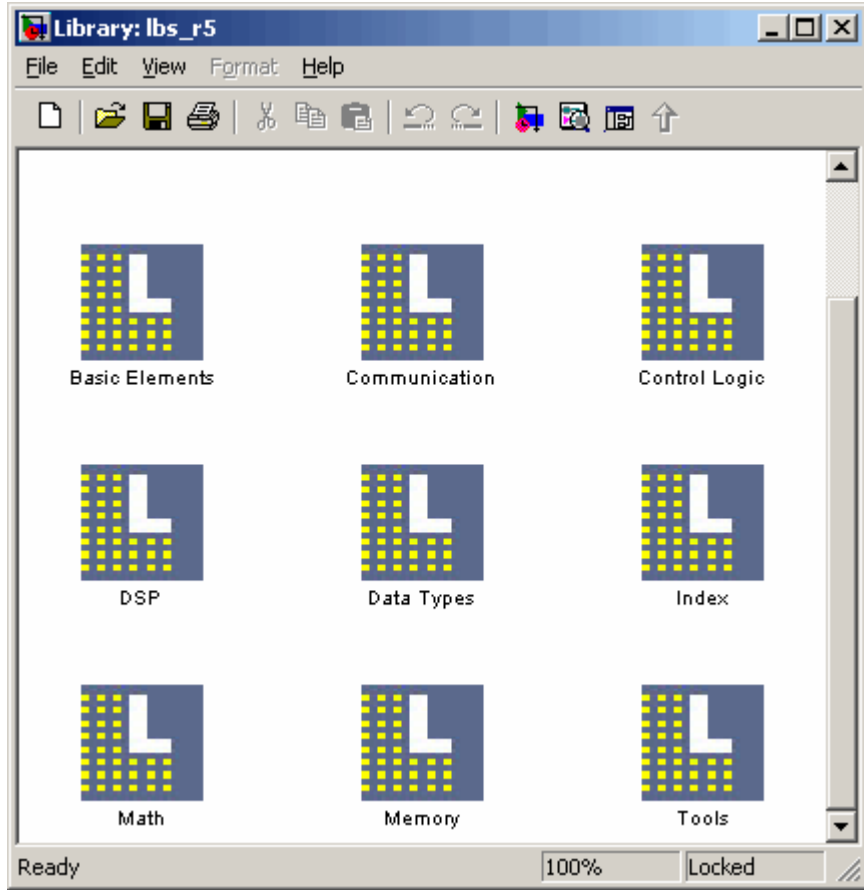 Library: lbs_r5
File Edit View Format Help
Basic Elements Communication Control Logic
DSP Data Types Index
Math Memory Tools
Ready 100% Locked